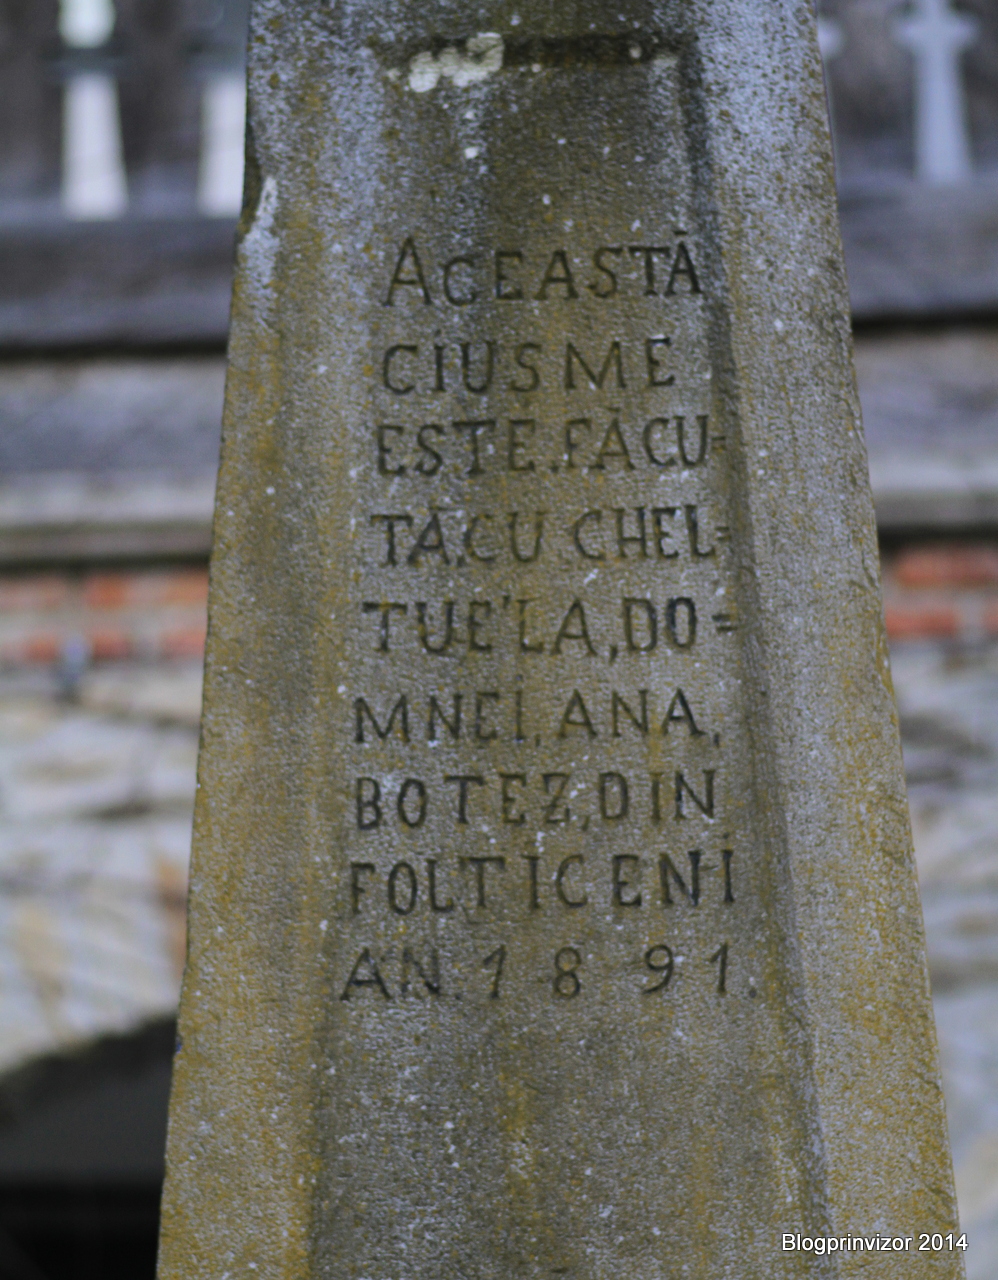 ACEASTĂ
CIUSME
ESTE.FĂCU=
TĂ,CU CHEL=
TUE'LA,DO=
MNEI,ANA,
BOTEZ,DIN
FOLTICENI
AN.1891.
Blogprinvizor 2014